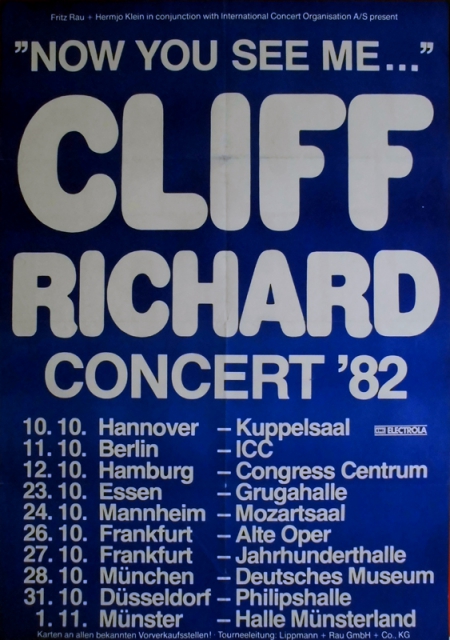 Fritz Rau + Hermjo Klein in conjunction with International Concert Organisation A/S present
"NOW YOU SEE ME..."
CLIFF
RICHARD
CONCERT '82
10. 10. Hannover – Kuppelsaal EMI ELECTROLA
11. 10. Berlin – ICC
12. 10. Hamburg – Congress Centrum
23. 10. Essen – Grugahalle
24. 10. Mannheim – Mozartsaal
26. 10. Frankfurt – Alte Oper
27. 10. Frankfurt – Jahrhunderthalle
28. 10. München – Deutsches Museum
31. 10. Düsseldorf – Philipshalle
1. 11. Münster – Halle Münsterland
Karten an allen bekannten Vorverkaufsstellen! Tourneeleitung: Lippmann + Rau GmbH + Co., KG